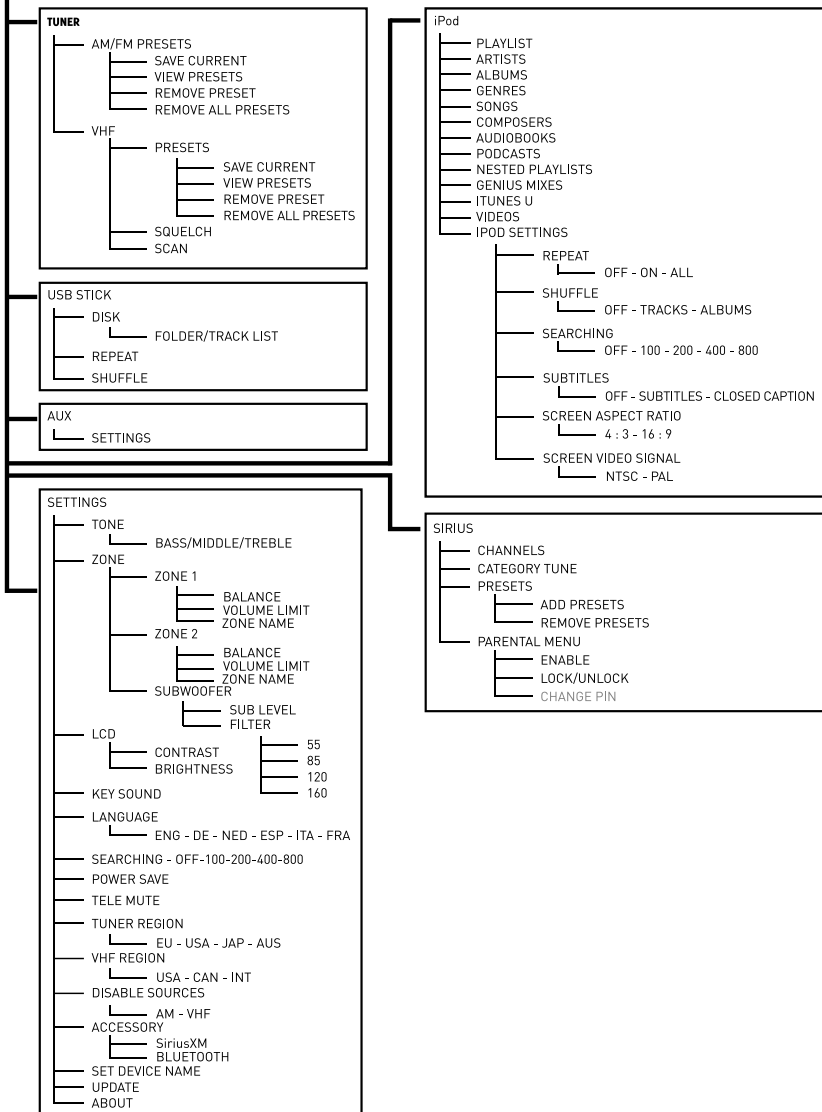 TUNER
AM/FM PRESETS
SAVE CURRENT
VIEW PRESETS
REMOVE PRESET
REMOVE ALL PRESETS
VHF
PRESETS
SAVE CURRENT
VIEW PRESETS
REMOVE PRESET
REMOVE ALL PRESETS
SQUELCH
SCAN
USB STICK
DISK
FOLDER/TRACK LIST
REPEAT
SHUFFLE
AUX
SETTINGS
SETTINGS
TONE
BASS/MIDDLE/TREBLE
ZONE
ZONE 1
BALANCE
VOLUME LIMIT
ZONE NAME
ZONE 2
BALANCE
VOLUME LIMIT
ZONE NAME
SUBWOOFER
SUB LEVEL
FILTER
55
85
120
160
LCD
CONTRAST
BRIGHTNESS
KEY SOUND
LANGUAGE
ENG - DE - NED - ESP - ITA - FRA
SEARCHING - OFF-100-200-400-800
POWER SAVE
TELE MUTE
TUNER REGION
EU - USA - JAP - AUS
VHF REGION
USA - CAN - INT
DISABLE SOURCES
AM - VHF
ACCESSORY
SiriusXM
BLUETOOTH
SET DEVICE NAME
UPDATE
ABOUT
iPod
PLAYLIST
ARTISTS
ALBUMS
GENRES
SONGS
COMPOSERS
AUDIOBOOKS
PODCASTS
NESTED PLAYLISTS
GENIUS MIXES
ITUNES U
VIDEOS
IPOD SETTINGS
REPEAT
OFF - ON - ALL
SHUFFLE
OFF - TRACKS - ALBUMS
SEARCHING
OFF - 100 - 200 - 400 - 800
SUBTITLES
OFF - SUBTITLES - CLOSED CAPTION
SCREEN ASPECT RATIO
4 : 3 - 16 : 9
SCREEN VIDEO SIGNAL
NTSC - PAL
SIRIUS
CHANNELS
CATEGORY TUNE
PRESETS
ADD PRESETS
REMOVE PRESETS
PARENTAL MENU
ENABLE
LOCK/UNLOCK
CHANGE PIN